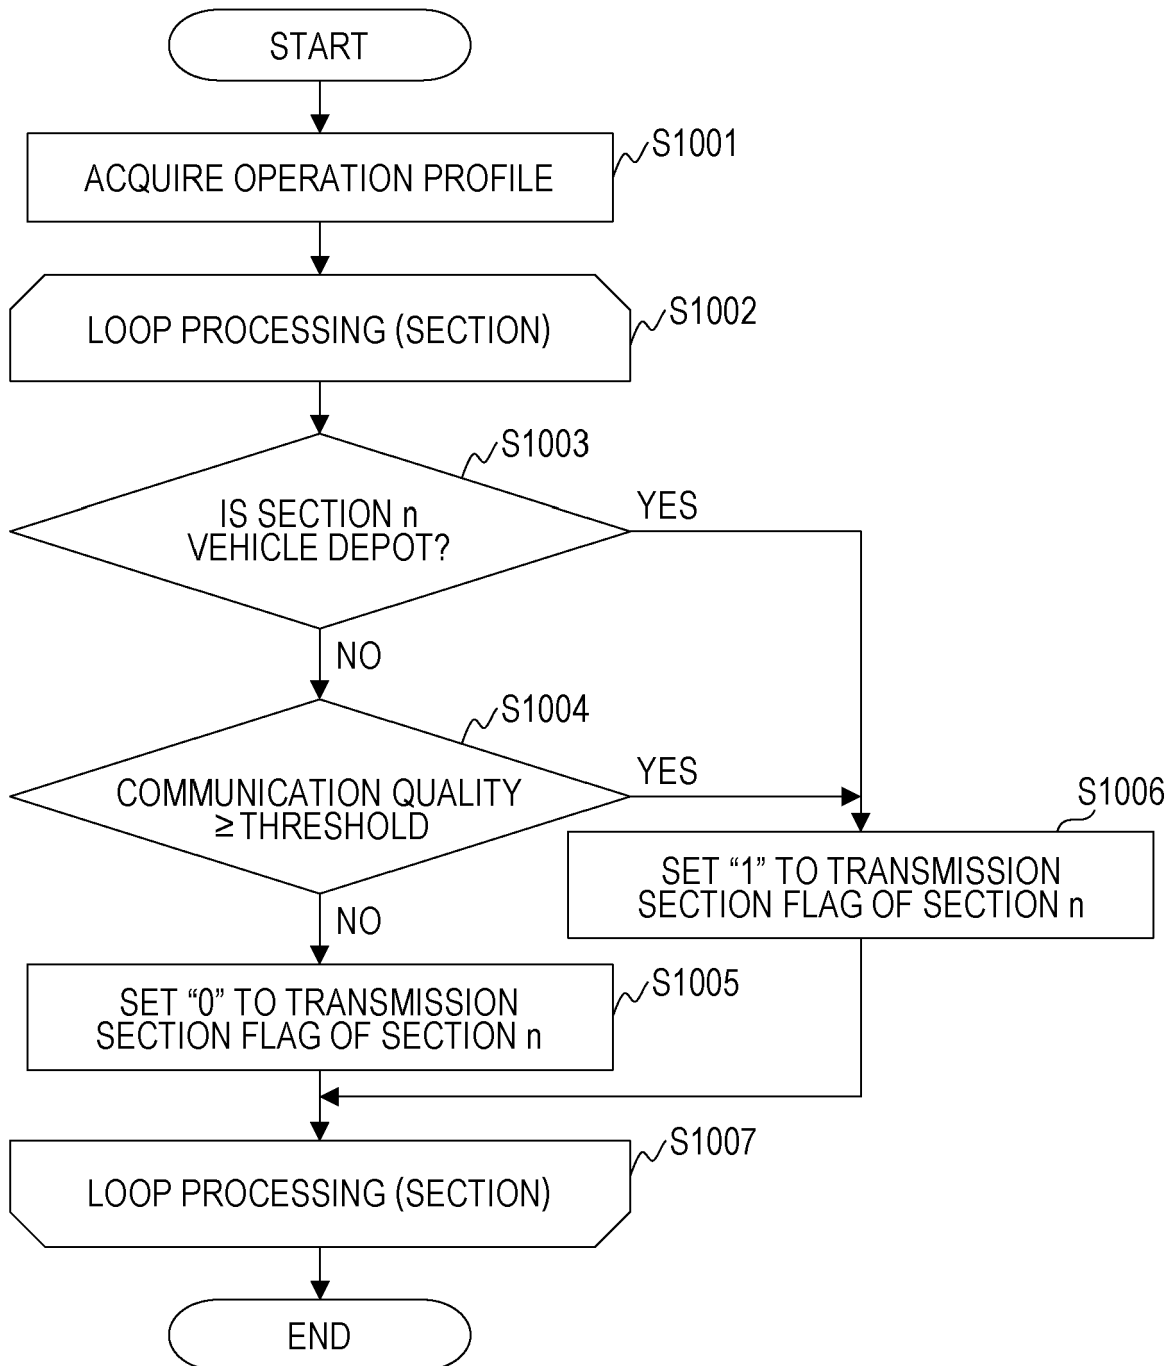 START
S1001
ACQUIRE OPERATION PROFILE
S1002
LOOP PROCESSING (SECTION)
S1003
IS SECTION n
VEHICLE DEPOT?
YES
NO
S1004
COMMUNICATION QUALITY
≥ THRESHOLD
YES
S1006
SET “1” TO TRANSMISSION
SECTION FLAG OF SECTION n
NO
S1005
SET “0” TO TRANSMISSION
SECTION FLAG OF SECTION n
S1007
LOOP PROCESSING (SECTION)
END